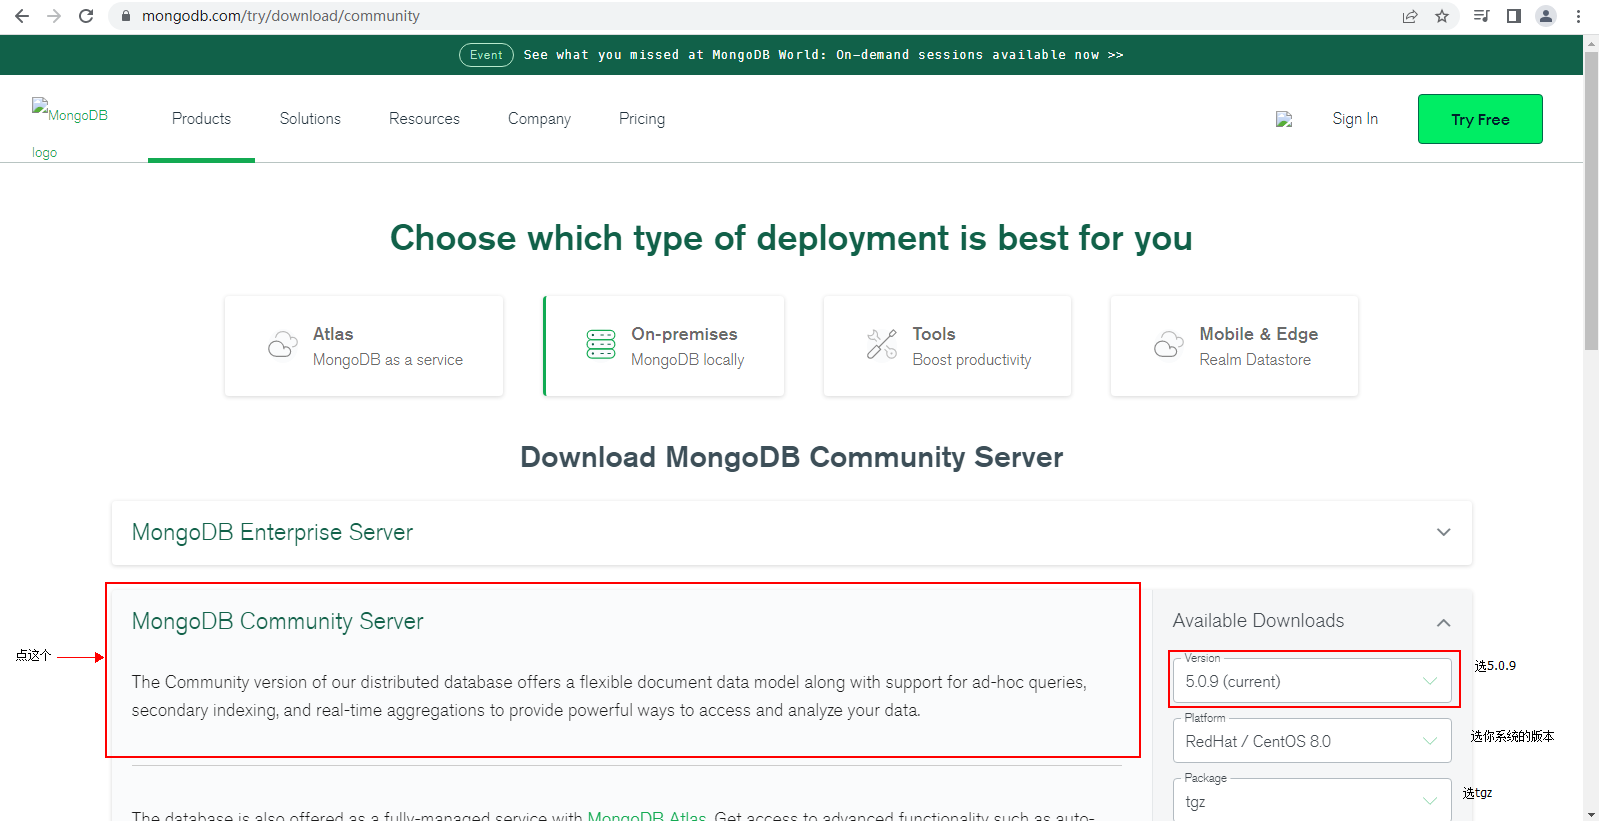 mongodb.com/try/download/community
Event See what you missed at MongoDB World: On-demand sessions available now >>
MongoDB
logo
Products Solutions Resources Company Pricing Sign In Try Free
Choose which type of deployment is best for you
Atlas
MongoDB as a service
On-premises
MongoDB locally
Tools
Boost productivity
Mobile & Edge
Realm Datastore
Download MongoDB Community Server
MongoDB Enterprise Server
点这个
MongoDB Community Server
The Community version of our distributed database offers a flexible document data model along with support for ad-hoc queries,
secondary indexing, and real-time aggregations to provide powerful ways to access and analyze your data.
The database is also offered as a fully-managed service with MongoDB Atlas. Get access to advanced functionality such as auto-
Available Downloads
Version
5.0.9 (current)
选5.0.9
Platform
RedHat / CentOS 8.0
选你系统的版本
Package
tgz
选tgz